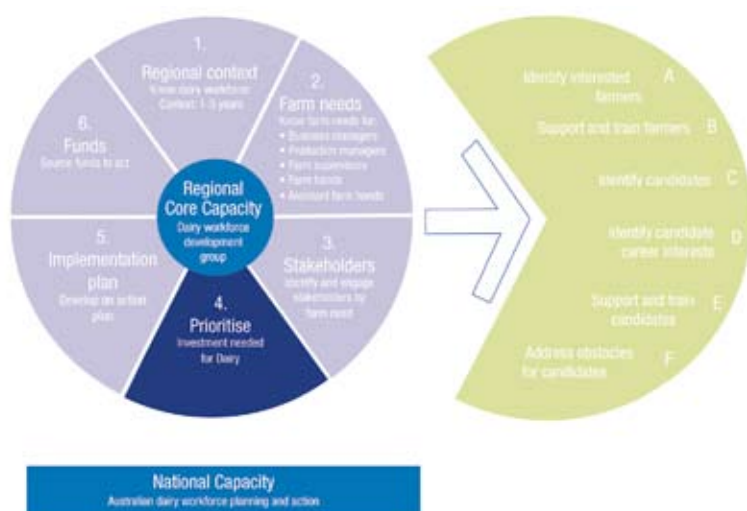 1.
Regional context
Know dairy workforce
Context: 1-5 years
2.
Farm needs
Know farm needs for:
• Business managers
• Production managers
• Farm supervisors
• Farm hands
• Assistant farm hands
3.
Stakeholders
Identify and engage
stakeholders by
farm need
4.
Prioritise
Investment needed
for Dairy
5.
Implementation
plan
Develop an action
plan
6.
Funds
Source funds to act
Regional
Core Capacity
Dairy workforce
development
group
Identify interested
farmers
A
Support and train farmers B
Identify candidates C
Identify candidate
career interests
D
Support and train
candidates
E
Address obstacles
for candidates
F
National Capacity
Australian dairy workforce planning and action